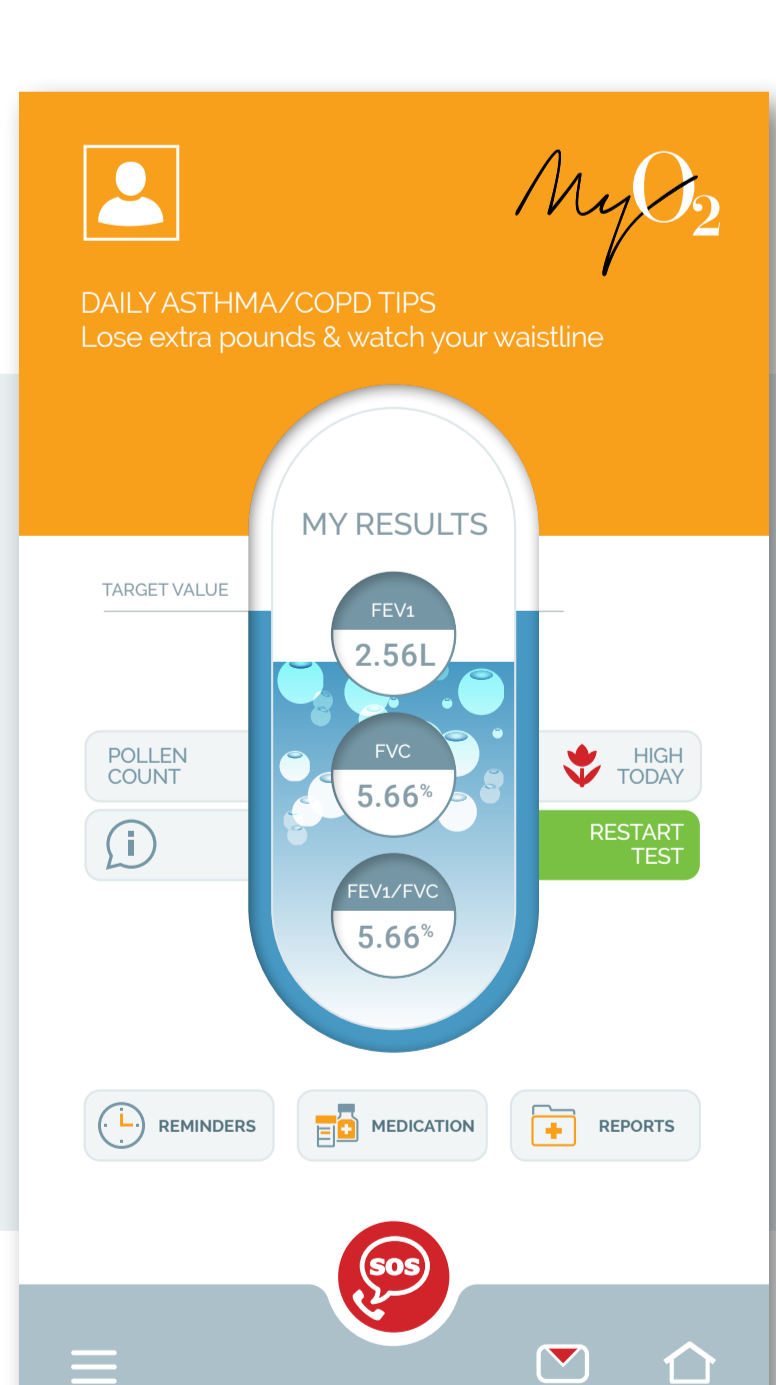 MyO2
DAILY ASTHMA/COPD TIPS
Lose extra pounds & watch your waistline
MY RESULTS
TARGET VALUE
FEV1
2.56L
POLLEN
COUNT
FVC
5.66%
HIGH
TODAY
RESTART
TEST
i
FEV1/FVC
5.66%
REMINDERS
MEDICATION
REPORTS
SOS